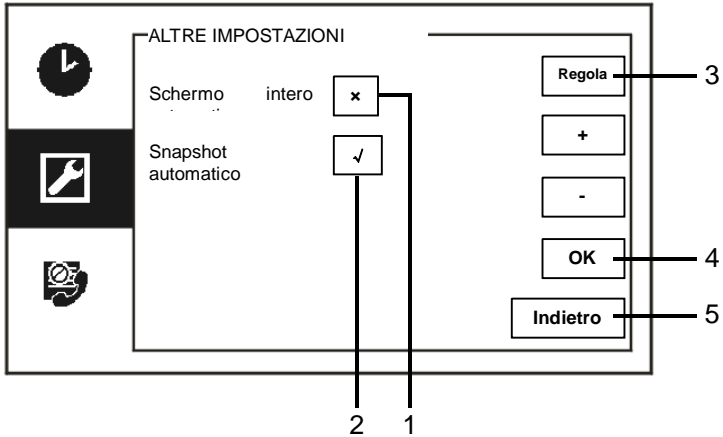 ALTRE IMPOSTAZIONI
Schermo intero
Snapshot
automatico
×
√
Regola
+
-
OK
Indietro
3
4
5
2 1